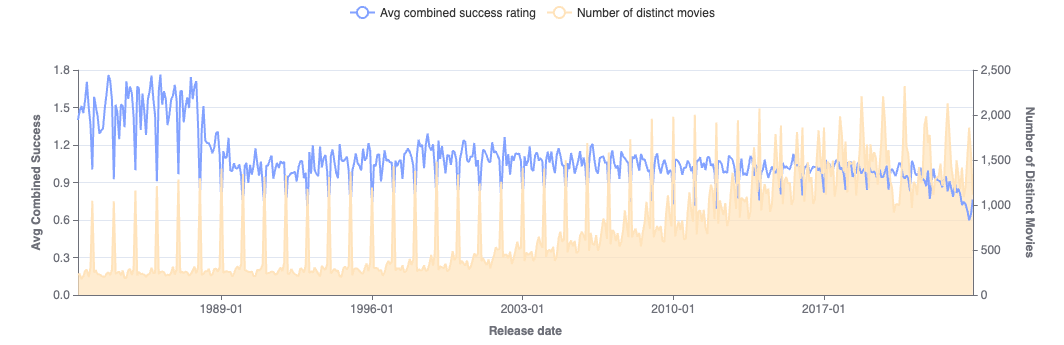 Avg combined success rating Number of distinct movies
1.8 2,500
1.5 2,000
1.2 1,500
0.9 1,000
0.6 500
0.3 0
0.0
Avg Combined Success
Number of Distinct Movies
1989-01 1996-01 2003-01 2010-01 2017-01
Release date